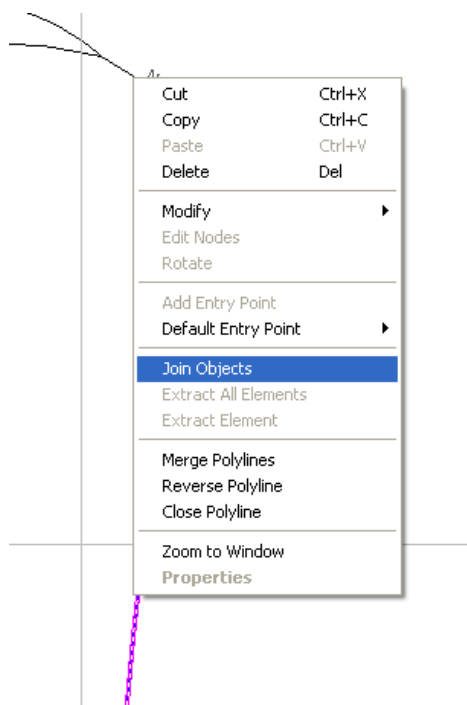 Cut Ctrl+X
Copy Ctrl+C
Paste Ctrl+V
Delete Del
Modify
Edit Nodes
Rotate
Add Entry Point
Default Entry Point
Join Objects
Extract All Elements
Extract Element
Merge Polylines
Reverse Polyline
Close Polyline
Zoom to Window
Properties